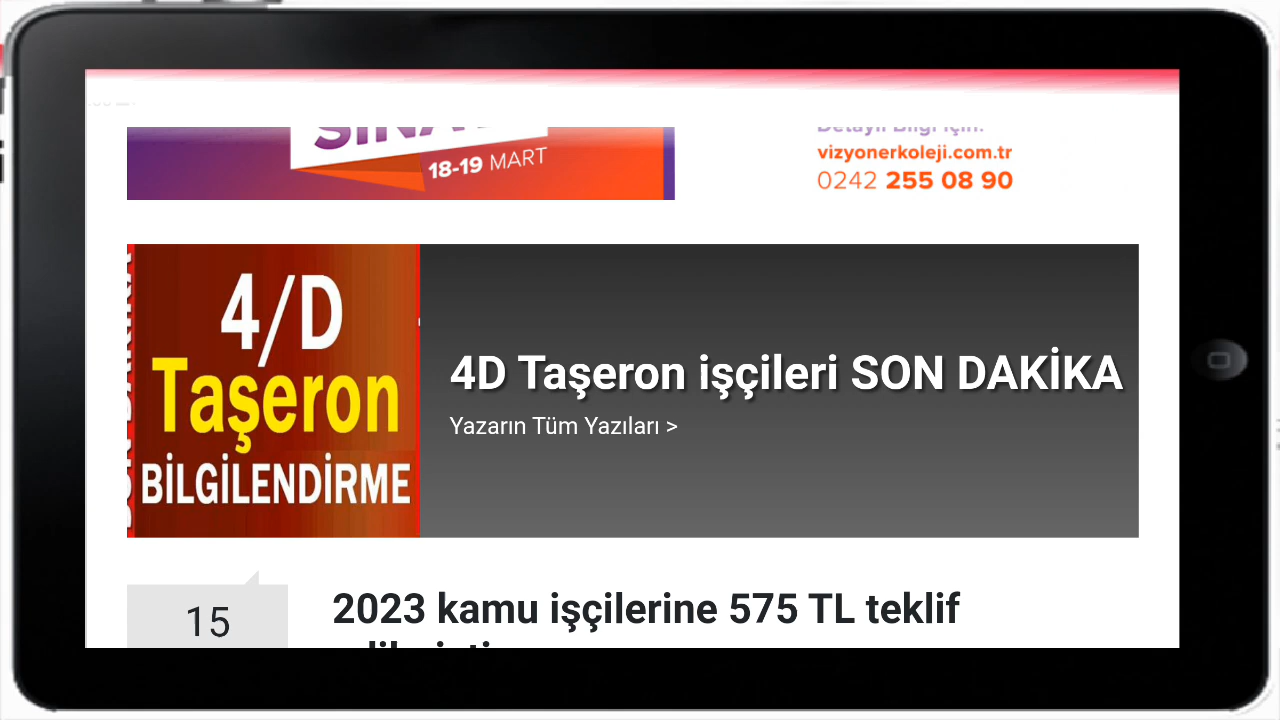 18-19 MART
vizyonerkoleji.com.tr
0242 255 08 90
4/D
Taşeron
BİLGİLENDİRME
4D Taşeron işçileri SON DAKİKA
Yazarın Tüm Yazıları >
15
2023 kamu işçilerine 575 TL teklif